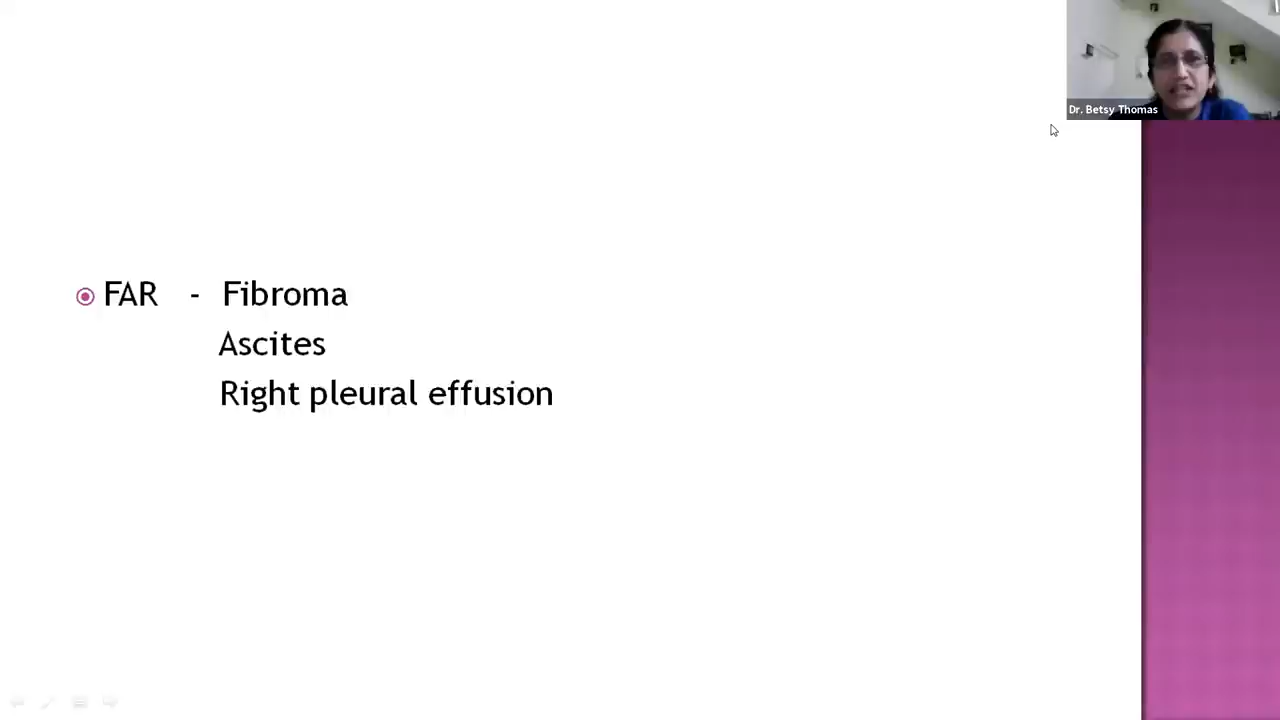 Dr. Betsy Thomas
FAR - Fibroma
Ascites
Right pleural effusion